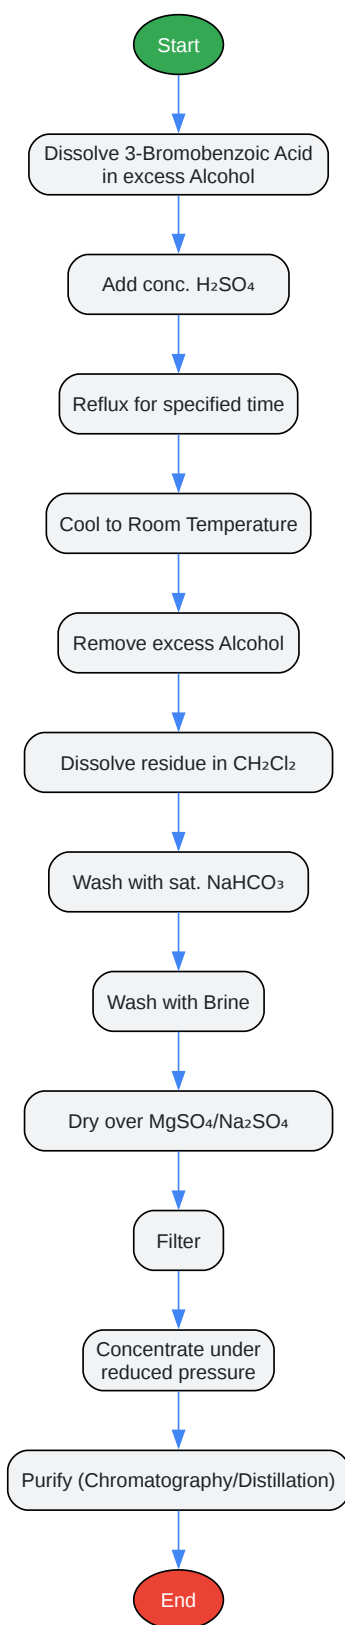 Start
Dissolve 3-Bromobenzoic Acid
in excess Alcohol
Add conc. H₂SO₄
Reflux for specified time
Cool to Room Temperature
Remove excess Alcohol
Dissolve residue in CH₂Cl₂
Wash with sat. NaHCO₃
Wash with Brine
Dry over MgSO₄/Na₂SO₄
Filter
Concentrate under
reduced pressure
Purify (Chromatography/Distillation)
End